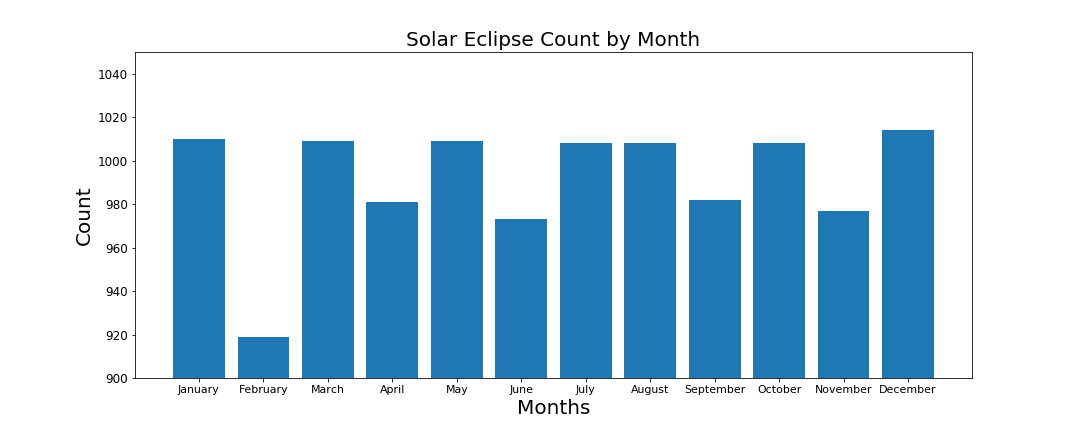 Solar Eclipse Count by Month
Count
1040
1020
1000
980
960
940
920
900
January February March April May June July August September October November December
Months